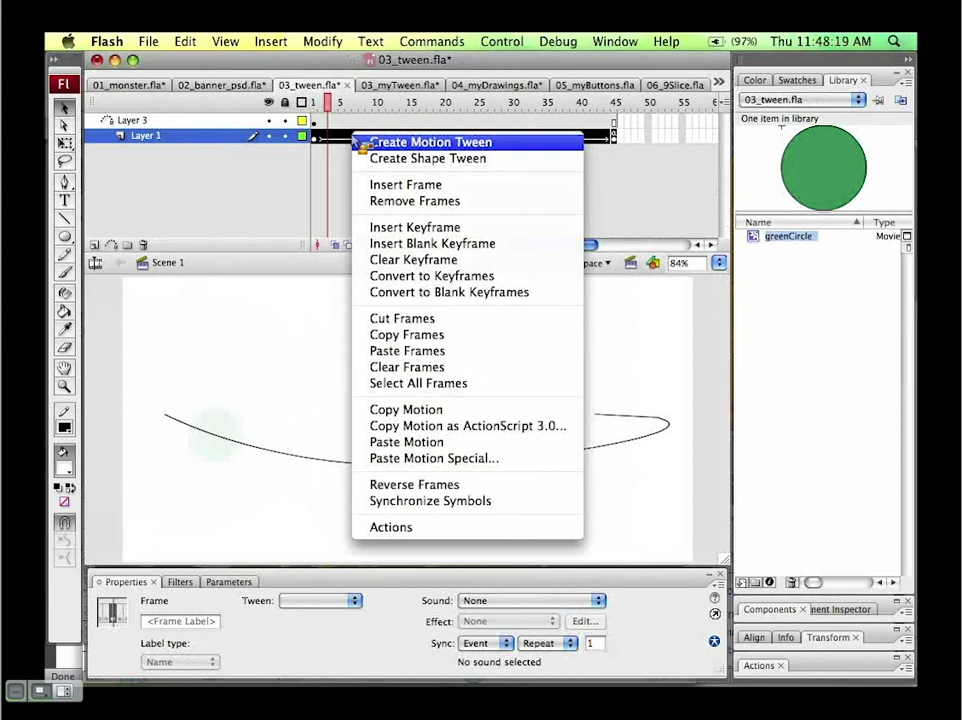 Flash File Edit View Insert Modify Text Commands Control Debug Window Help (97%) Thu 11:48:19 AM
03_tween.fla*
01_monster.fla* 02_banner_psd.fla* 03_tween.fla* 03_myTween.fla* 04_myDrawings.fla* 05_myButtons.fla 06_9Slice.fla
Fl
1 5 10 15 20 25 30 35 40 45 50 55 6
Layer 3
Layer 1
Create Motion Tween
Create Shape Tween
Insert Frame
Remove Frames
Insert Keyframe
Insert Blank Keyframe
Clear Keyframe
Convert to Keyframes
Convert to Blank Keyframes
Cut Frames
Copy Frames
Paste Frames
Clear Frames
Select All Frames
Copy Motion
Copy Motion as ActionScript 3.0...
Paste Motion
Paste Motion Special...
Reverse Frames
Synchronize Symbols
Actions
Scene 1
pace
84%
Color Swatches Library
03_tween.fla
One item in library
Name Type
greenCircle Movie
Components nent Inspector
Align Info Transform
Actions
Properties Filters Parameters
Frame Tween: Sound: None
<Frame Label> Effect: None Edit...
Label type: Sync: Event Repeat 1
Name No sound selected
Done